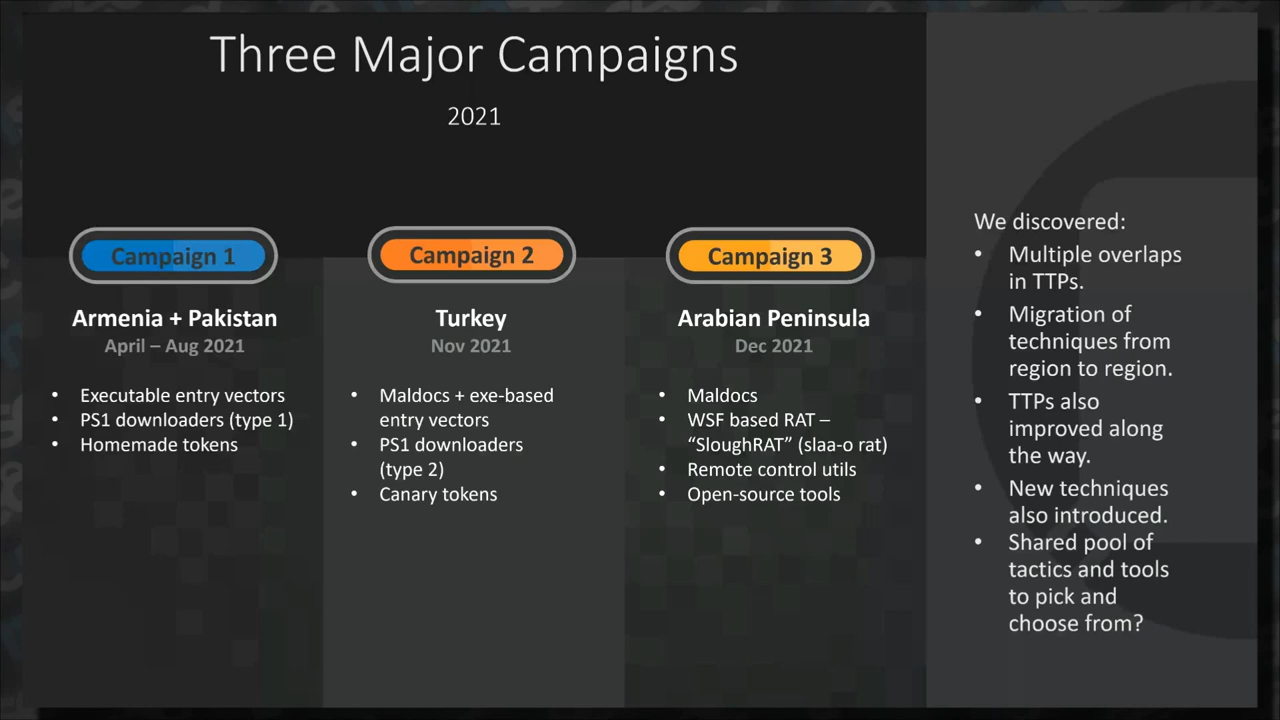 Three Major Campaigns
2021
Campaign 1
Armenia + Pakistan
April – Aug 2021
• Executable entry vectors
• PS1 downloaders (type 1)
• Homemade tokens
Campaign 2
Turkey
Nov 2021
• Maldocs + exe-based
entry vectors
• PS1 downloaders
(type 2)
• Canary tokens
Campaign 3
Arabian Peninsula
Dec 2021
• Maldocs
• WSF based RAT –
“SloughRAT” (slaa-o rat)
• Remote control utils
• Open-source tools
We discovered:
• Multiple overlaps
in TTPs.
• Migration of
techniques from
region to region.
• TTPs also
improved along
the way.
• New techniques
also introduced.
• Shared pool of
tactics and tools
to pick and
choose from?